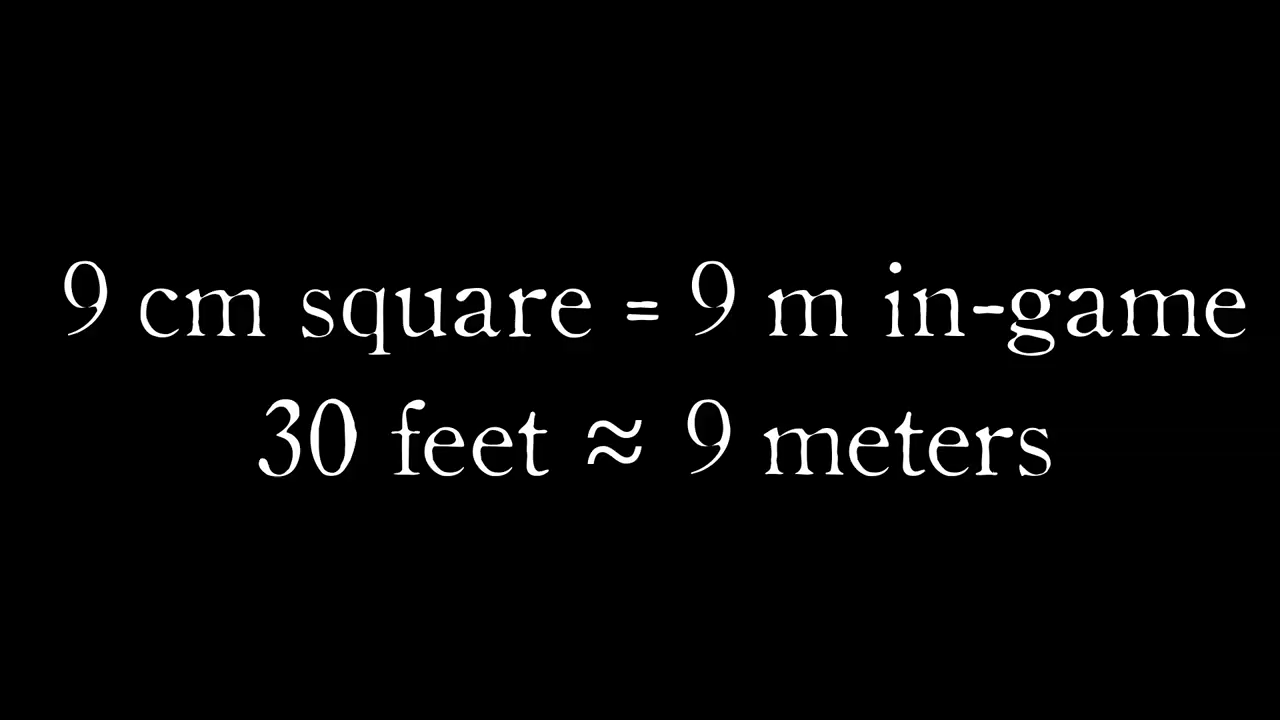 9 cm square = 9 m in-game
30 feet ≈ 9 meters